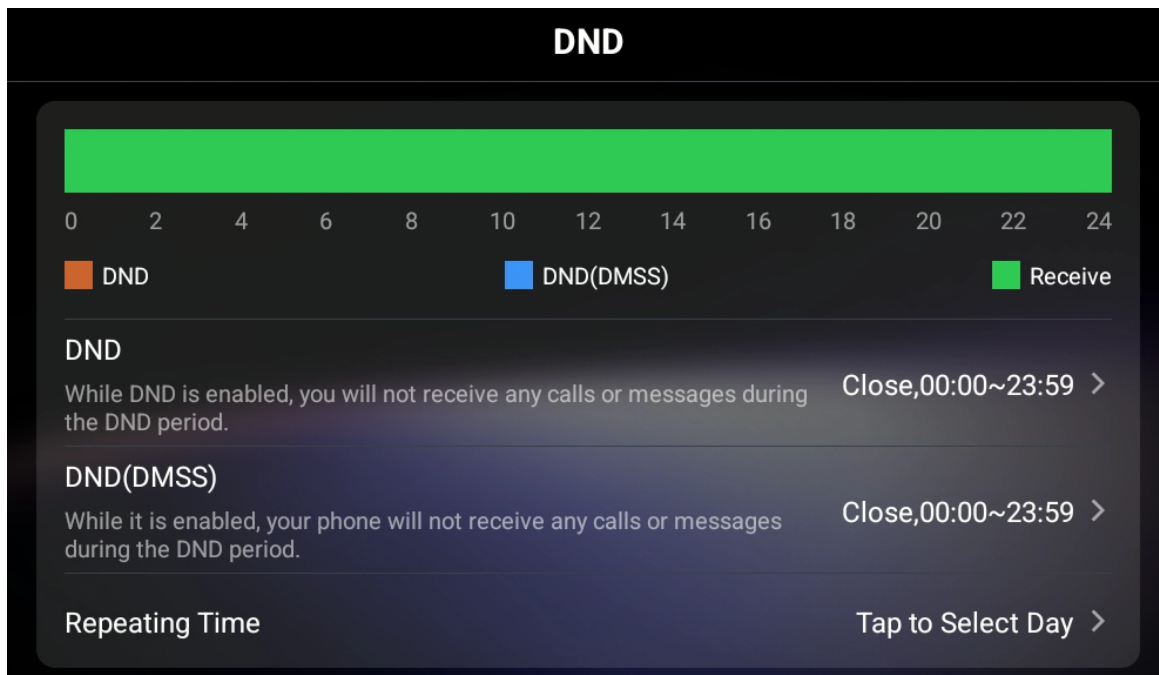 DND
0 2 4 6 8 10 12 14 16 18 20 22 24
DND DND(DMSS) Receive
DND
While DND is enabled, you will not receive any calls or messages during
the DND period.
Close,00:00~23:59
DND(DMSS)
While it is enabled, your phone will not receive any calls or messages
during the DND period.
Close,00:00~23:59
Repeating Time Tap to Select Day